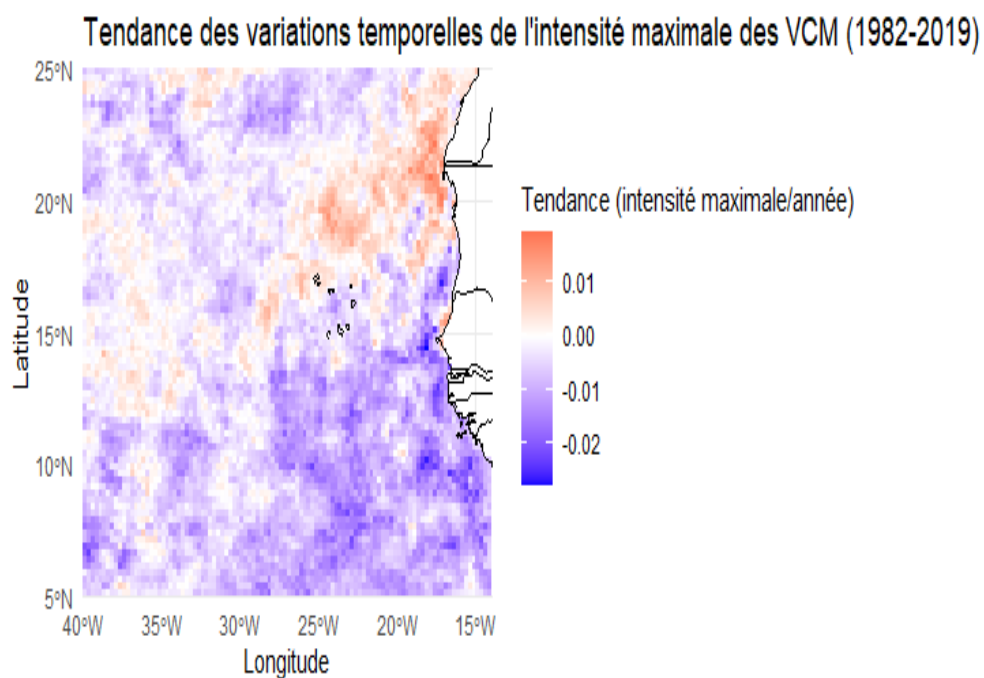 Tendance des variations temporelles de l'intensité maximale des VCM (1982-2019)
25°N
20°N
15°N
10°N
5°N
Latitude
40°W 35°W 30°W 25°W 20°W 15°W
Longitude
Tendance (intensité maximale/année)
0.01
0.00
-0.01
-0.02